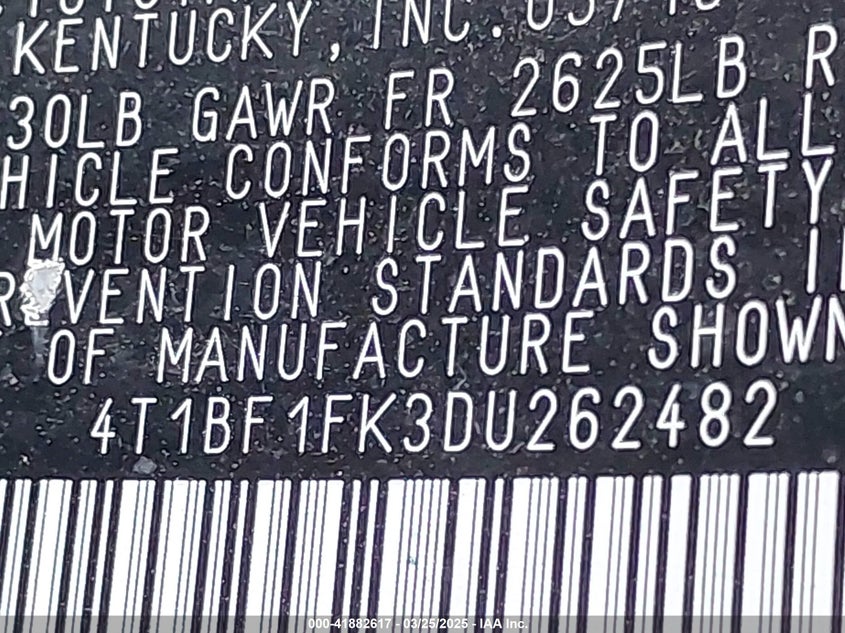 KENTUCKY, INC.
30LB GAWR FR 2625LB R
HICLE CONFORMS TO ALL
MOTOR VEHICLE SAFETY
REVENTION STANDARDS I
OF MANUFACTURE SHOWN
4T1BF1FK3DU262482
000-41882617 - 03/25/2025 - IAA Inc.